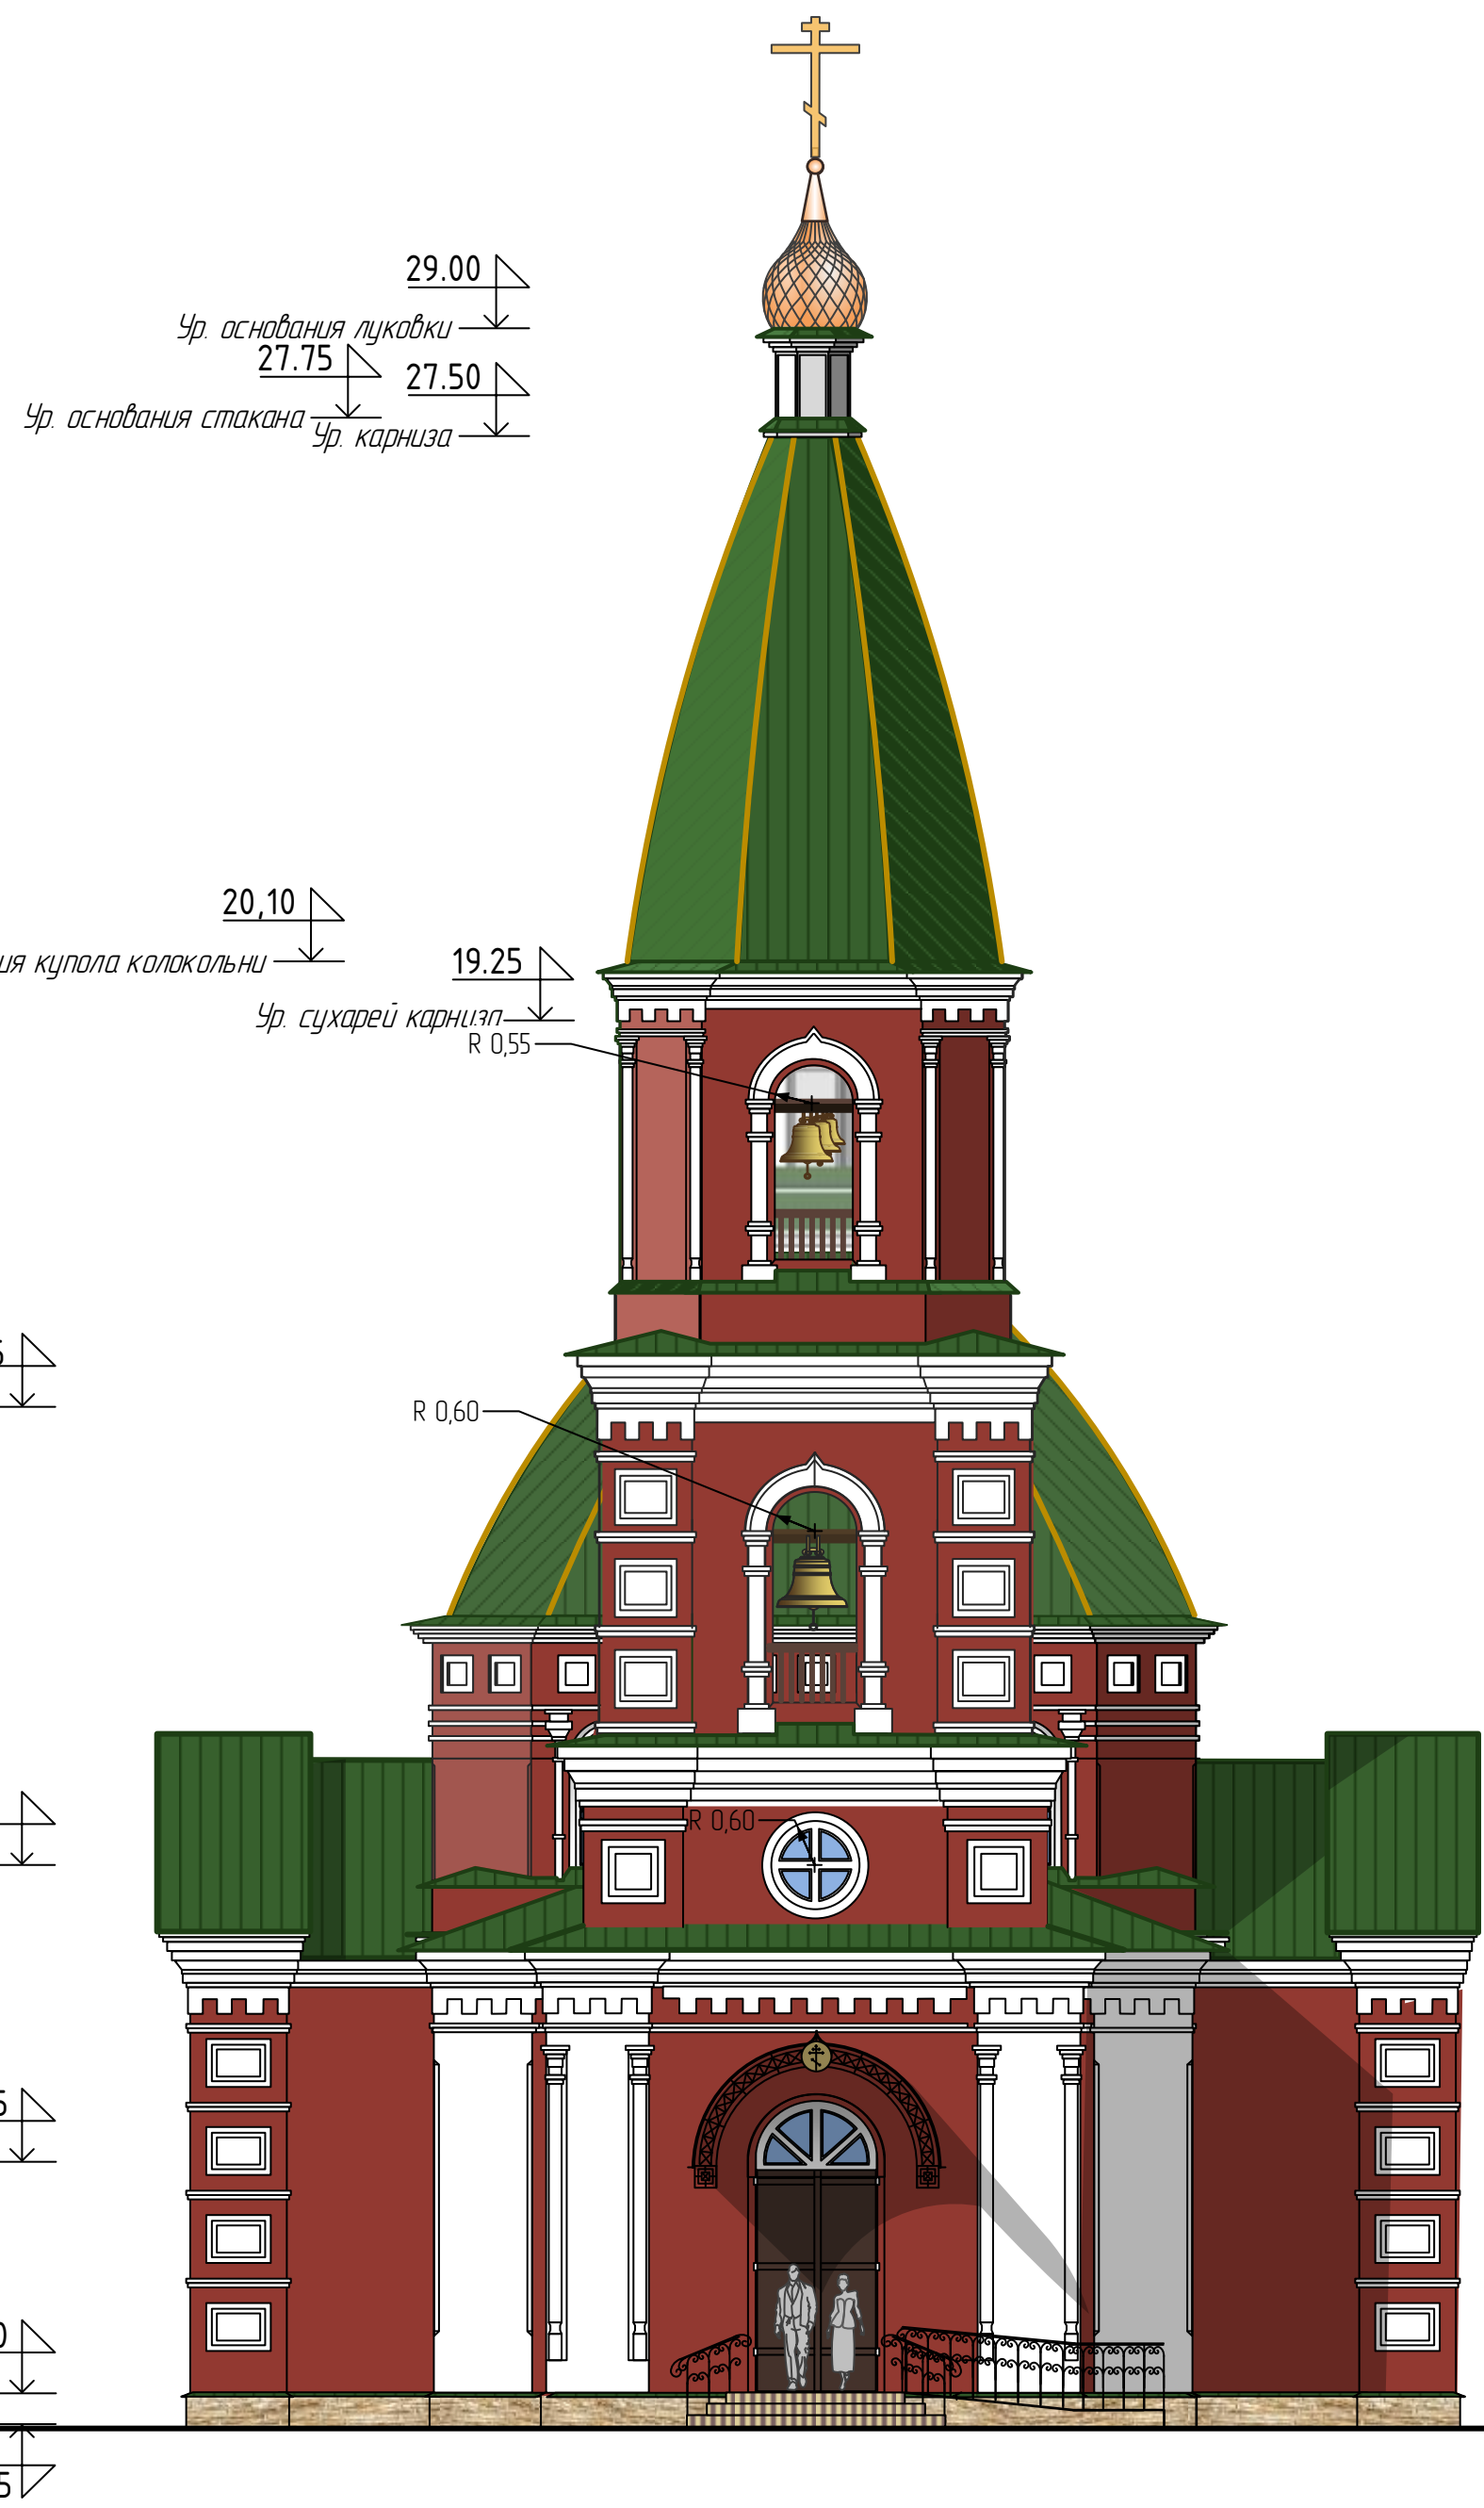 29.00
Ур. основания луковки
27.75
27.50
Ур. основания стакана
Ур. карниза
20,10
купола колокольни
19.25
Ур. сухарей карниза
R 0,55
R 0,60
R 0,60